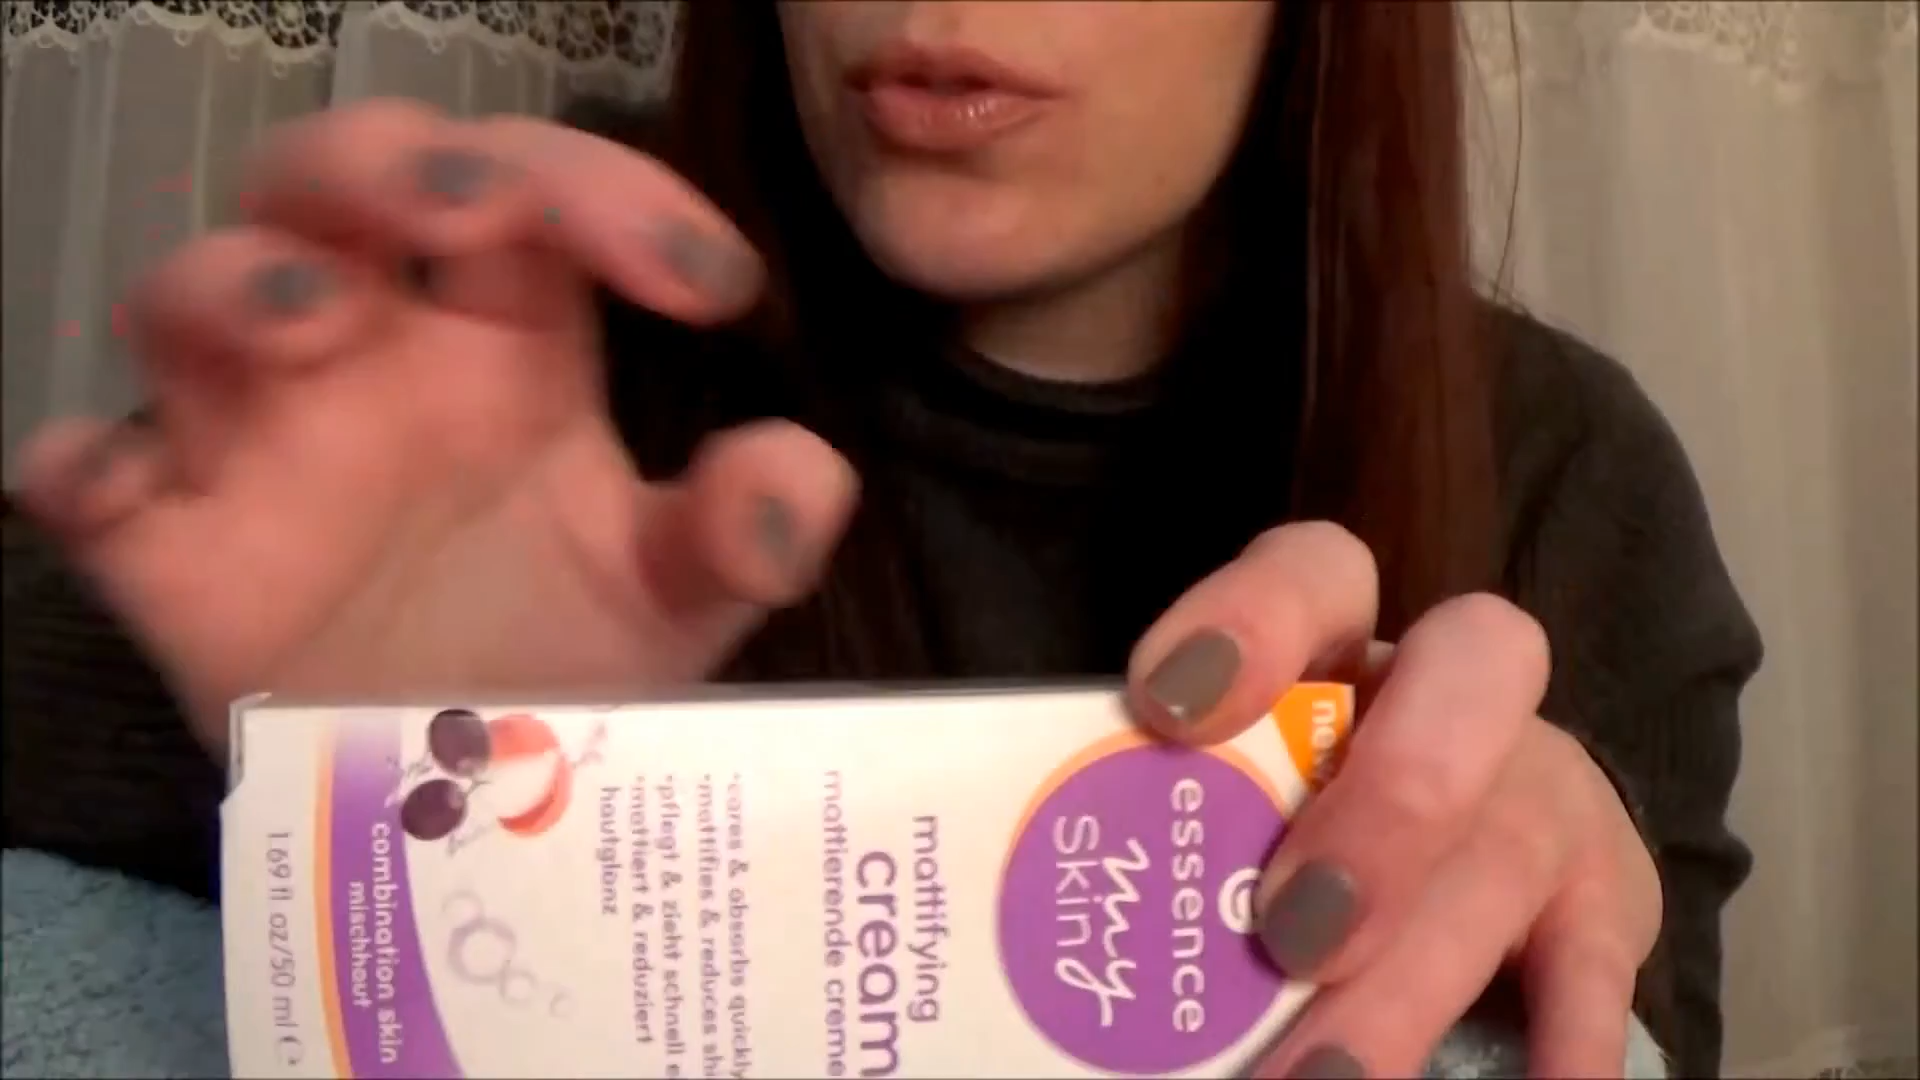 new
essence
my
skin
mattifying
cream
mattierende creme
*cares & absorbs quickly
*mattifies & reduces
*pflegt & zieht schnell
*mattiert & reduziert
hautglanz
combination skin
mischhaut
1.69 fl oz/50 ml ℮